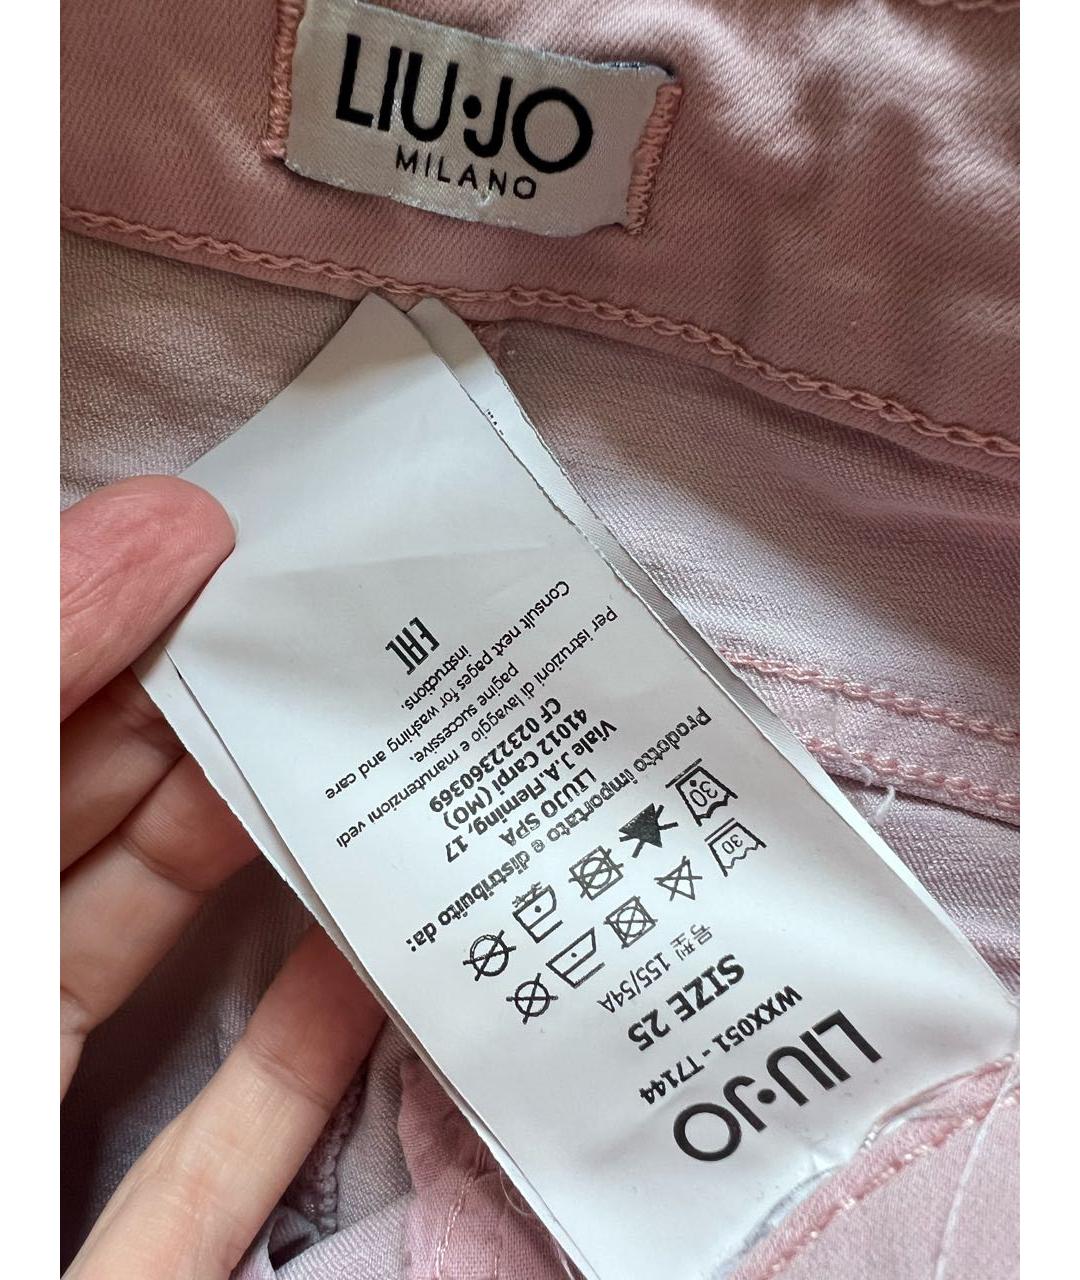 LIU•JO
MILANO
LIU•JO
WXX051 - T7144
SIZE 25
号型 155/54A
30
30
Prodotto importato e distribuito da:
LIUJO SPA
Viale J.A.Fleming, 17
41012 Carpi (MO)
CF 02322360369
Per istruzioni di lavaggio e manutenzioni vedi
pagine successive.
Consult next pages for washing and care
instructions.
EAC